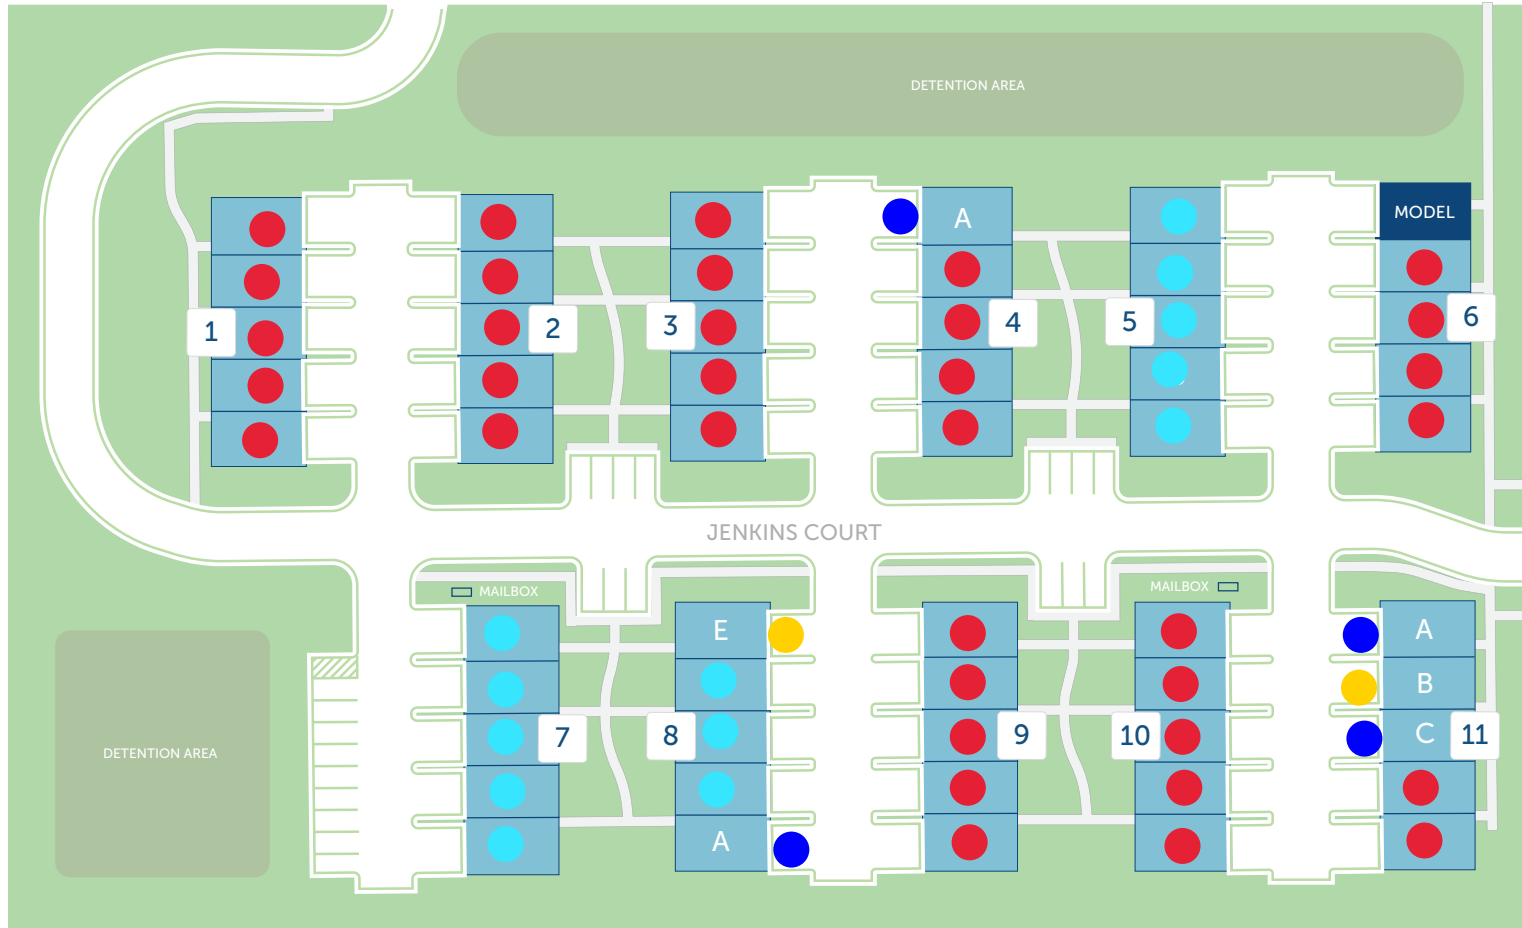 DETENTION AREA
MODEL
A
1
2
3
4
5
6
JENKINS COURT
MAILBOX
MAILBOX
E
A
B
7
8
9
10
C
11
DETENTION AREA
A